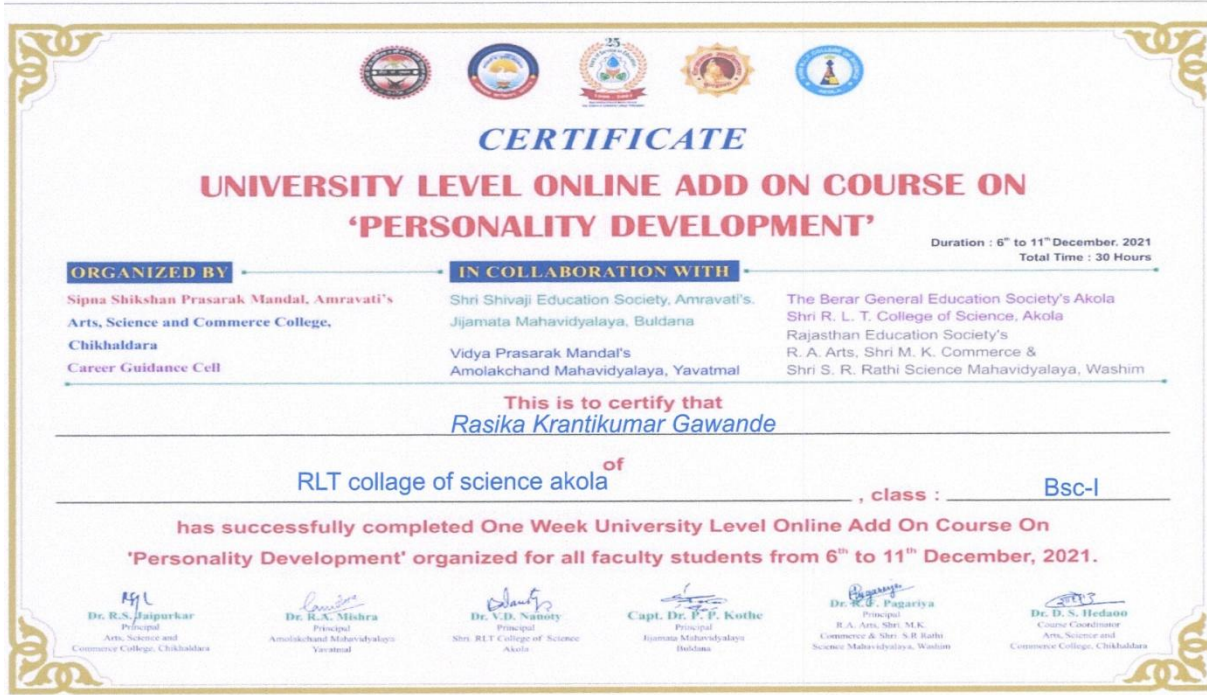 25
CERTIFICATE
UNIVERSITY LEVEL ONLINE ADD ON COURSE ON
‘PERSONALITY DEVELOPMENT’
Duration : 6th to 11th December. 2021
Total Time : 30 Hours
ORGANIZED BY
Sipna Shikshan Prasarak Mandal, Amravati's
Arts, Science and Commerce College,
Chikhaldara
Career Guidance Cell
IN COLLABORATION WITH
Shri Shivaji Education Society, Amravati's.
Jijamata Mahavidyalaya, Buldana
Vidya Prasarak Mandal's
Amolakchand Mahavidyalaya, Yavatmal
The Berar General Education Society's Akola
Shri R. L. T. College of Science, Akola
Rajasthan Education Society's
R. A. Arts, Shri M. K. Commerce &
Shri S. R. Rathi Science Mahavidyalaya, Washim
This is to certify that
Rasika Krantikumar Gawande
of
RLT collage of science akola
, class : Bsc-I
has successfully completed One Week University Level Online Add On Course On
'Personality Development' organized for all faculty students from 6th to 11th December, 2021.
Dr. R.S. Jaipurkar
Principal
Arts, Science and
Commerce College, Chikhaldara
Dr. R.A. Mishra
Principal
Amolakchand Mahavidyalaya
Yavatmal
Dr. V.D. Nanoty
Principal
Shri. RLT College of Science
Akola
Capt. Dr. P. P. Kothe
Principal
Jijamata Mahavidyalaya
Buldana
Pagariya
Principal
R.A. Arts, Shri. M.K.
Commerce & Shri S.R Rathi
Science Mahavidyalaya, Washim
Dr. D. S. Hedaoo
Course Coordinator
Arts, Science and
Commerce College, Chikhaldara